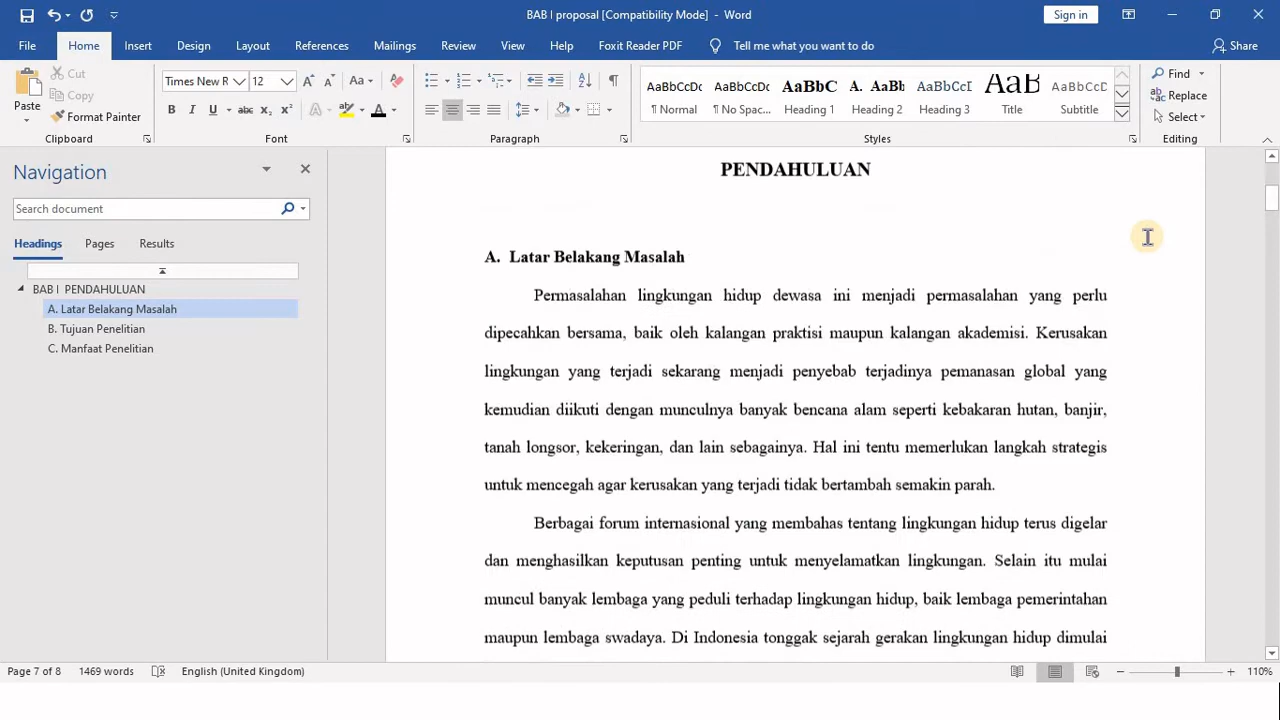 BAB I proposal [Compatibility Mode] - Word
Sign in
File Home Insert Design Layout References Mailings Review View Help Foxit Reader PDF Tell me what you want to do Share
Paste
Cut
Copy
Format Painter
Clipboard
Times New R 12
Aa
B I U abc x₂ x² A A
Font
Paragraph
AaBbCcDc AaBbCcDc AaBbC A. AaBb AaBbCcI AaB AaBbCcD
¶ Normal ¶ No Spac... Heading 1 Heading 2 Heading 3 Title Subtitle
Styles
Find
Replace
Select
Editing
Navigation
Search document
Headings Pages Results
BAB I PENDAHULUAN
A. Latar Belakang Masalah
B. Tujuan Penelitian
C. Manfaat Penelitian
PENDAHULUAN
A. Latar Belakang Masalah
Permasalahan lingkungan hidup dewasa ini menjadi permasalahan yang perlu
dipecahkan bersama, baik oleh kalangan praktisi maupun kalangan akademisi. Kerusakan
lingkungan yang terjadi sekarang menjadi penyebab terjadinya pemanasan global yang
kemudian diikuti dengan munculnya banyak bencana alam seperti kebakaran hutan, banjir,
tanah longsor, kekeringan, dan lain sebagainya. Hal ini tentu memerlukan langkah strategis
untuk mencegah agar kerusakan yang terjadi tidak bertambah semakin parah.
Berbagai forum internasional yang membahas tentang lingkungan hidup terus digelar
dan menghasilkan keputusan penting untuk menyelamatkan lingkungan. Selain itu mulai
muncul banyak lembaga yang peduli terhadap lingkungan hidup, baik lembaga pemerintahan
maupun lembaga swadaya. Di Indonesia tonggak sejarah gerakan lingkungan hidup dimulai
Page 7 of 8 1469 words English (United Kingdom) 110%